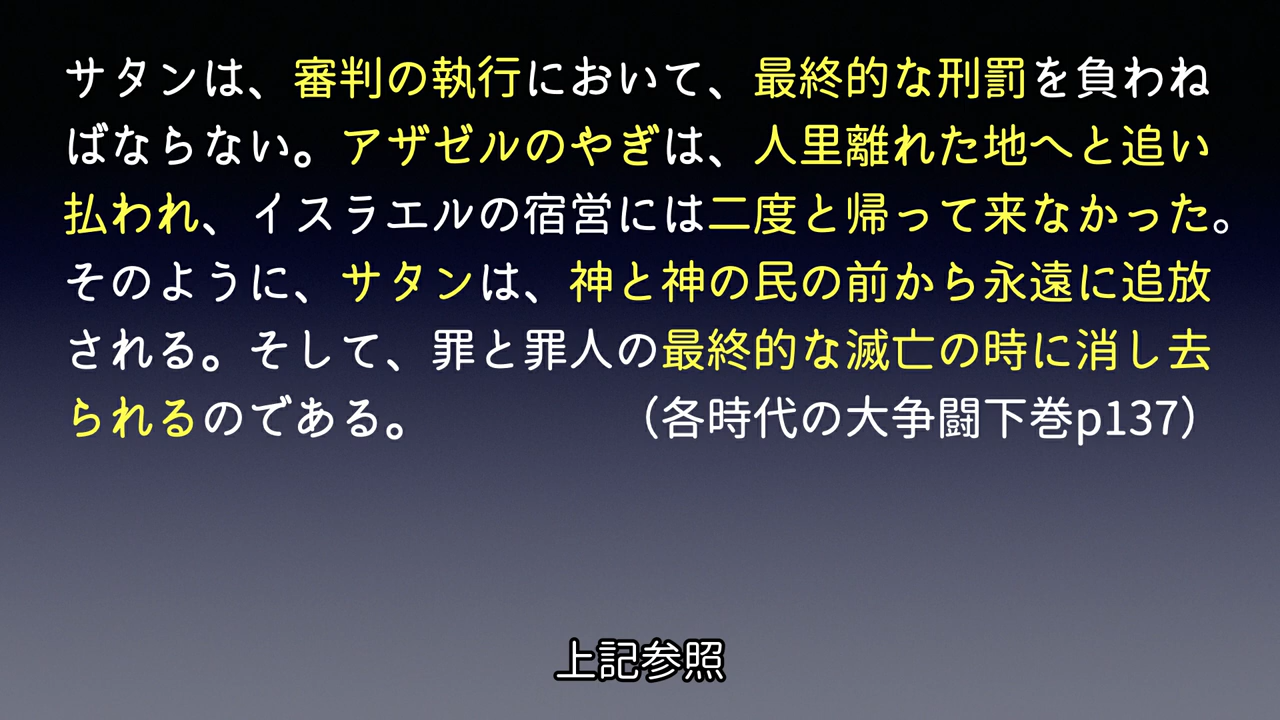 サタンは、審判の執行において、最終的な刑罰を負わね
ばならない。アザゼルのやぎは、人里離れた地へと追い
払われ、イスラエルの宿営には二度と帰って来なかった。
そのように、サタンは、神と神の民の前から永遠に追放
される。そして、罪と罪人の最終的な滅亡の時に消し去
られるのである。　　　　　（各時代の大争闘下巻p137）
上記参照